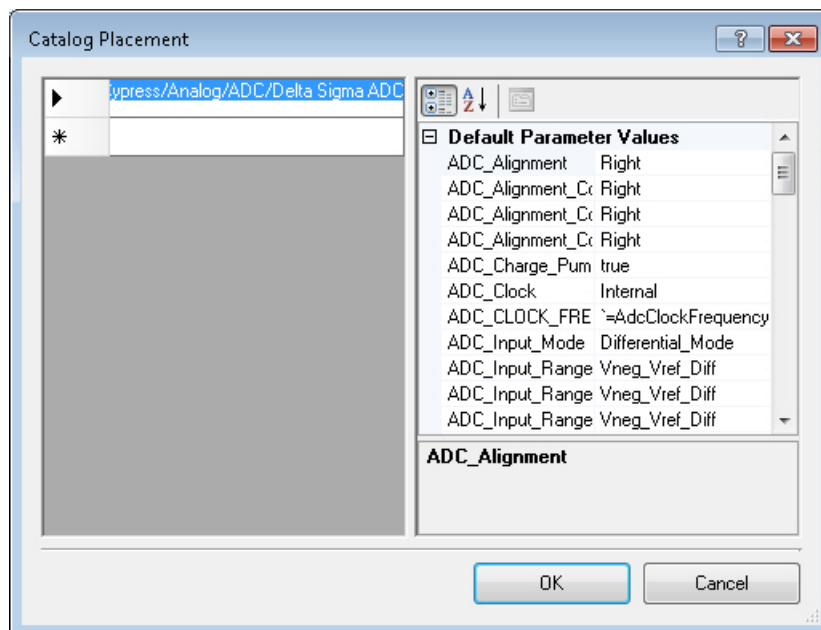 Catalog Placement
ypress/Analog/ADC/Delta Sigma ADC
Default Parameter Values
ADC_Alignment Right
ADC_Alignment_Co Right
ADC_Alignment_Co Right
ADC_Alignment_Co Right
ADC_Charge_Pum true
ADC_Clock Internal
ADC_CLOCK_FRE `=AdcClockFrequency
ADC_Input_Mode Differential_Mode
ADC_Input_Range Vneg_Vref_Diff
ADC_Input_Range Vneg_Vref_Diff
ADC_Input_Range Vneg_Vref_Diff
ADC_Alignment
OK Cancel